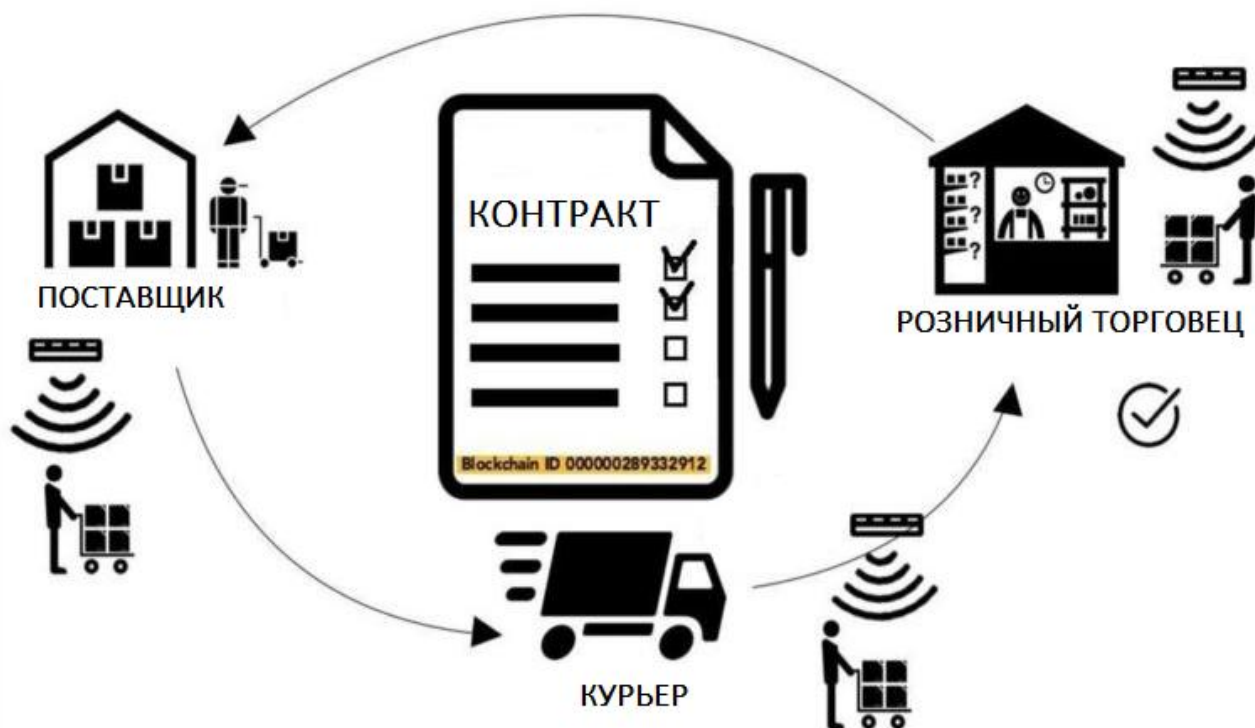 КОНТРАКТ
ПОСТАВЩИК
? 
?
?
?
РОЗНИЧНЫЙ ТОРГОВЕЦ
Blockchain ID 000000289332912
КУРЬЕР